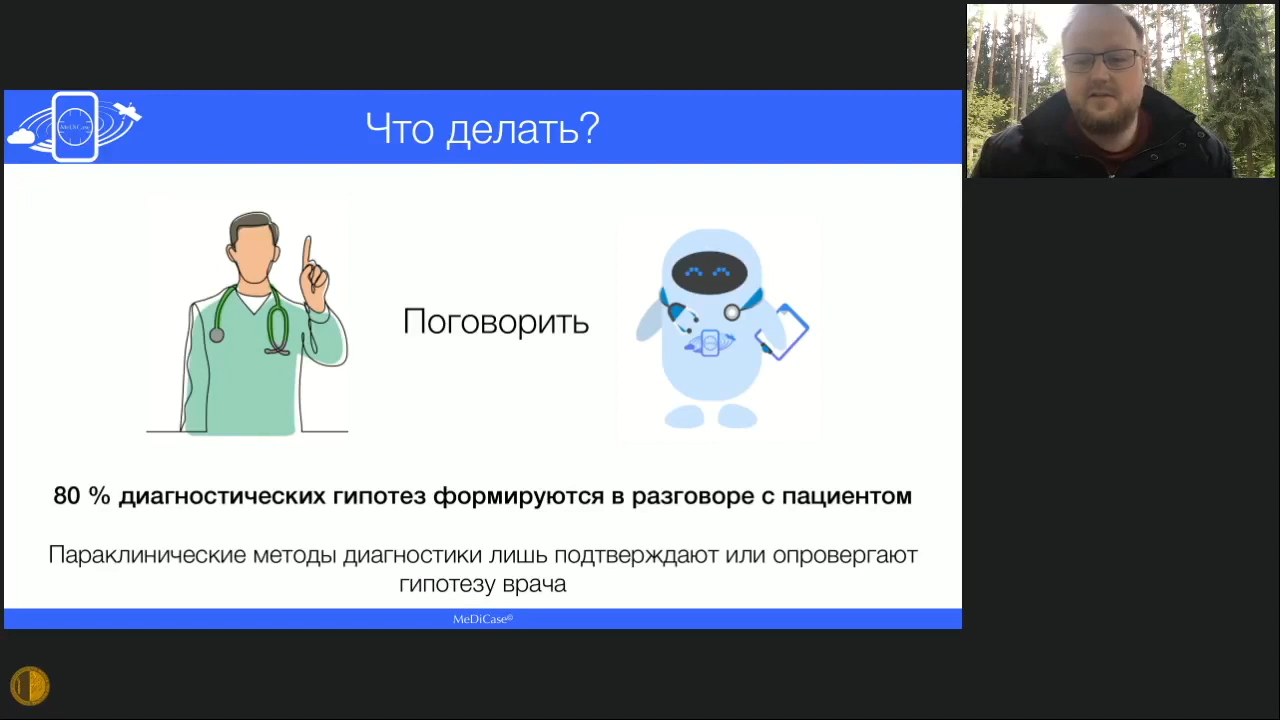 MeDiCase
Что делать?
Поговорить
80 % диагностических гипотез формируются в разговоре с пациентом
Параклинические методы диагностики лишь подтверждают или опровергают
гипотезу врача
MeDiCase©